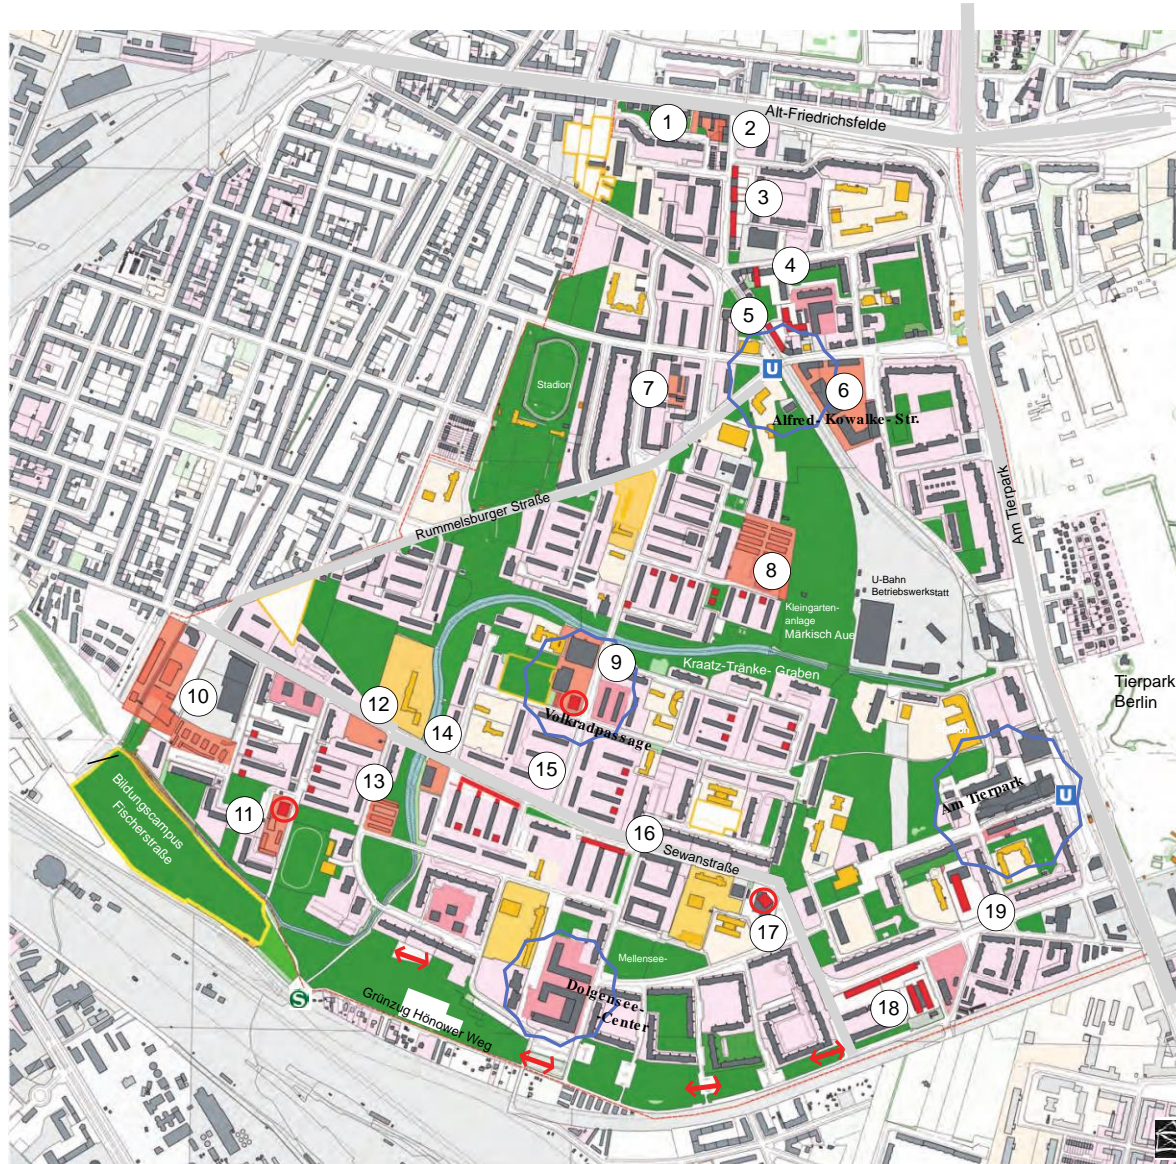 Alt-Friedrichsfelde
1
2
3
4
5
Stadion
7
U
6
Alfred- Kowalke- Str.
Am Tierpark
Rummelsburger Straße
8
U-Bahn
Betriebswerkstatt
Kleingarten-
anlage
Märkisch Aue
9
Kraatz-Tränke- Graben
Tierpark
Berlin
10
12
14
Volkradpassage
15
13
Am Tierpark
U
Bildungscampus
Fischerstraße
11
16
Sewanstraße
17
19
Mellensee-
Dolgensee-
-Center
18
S
Grünzug Hönower Weg